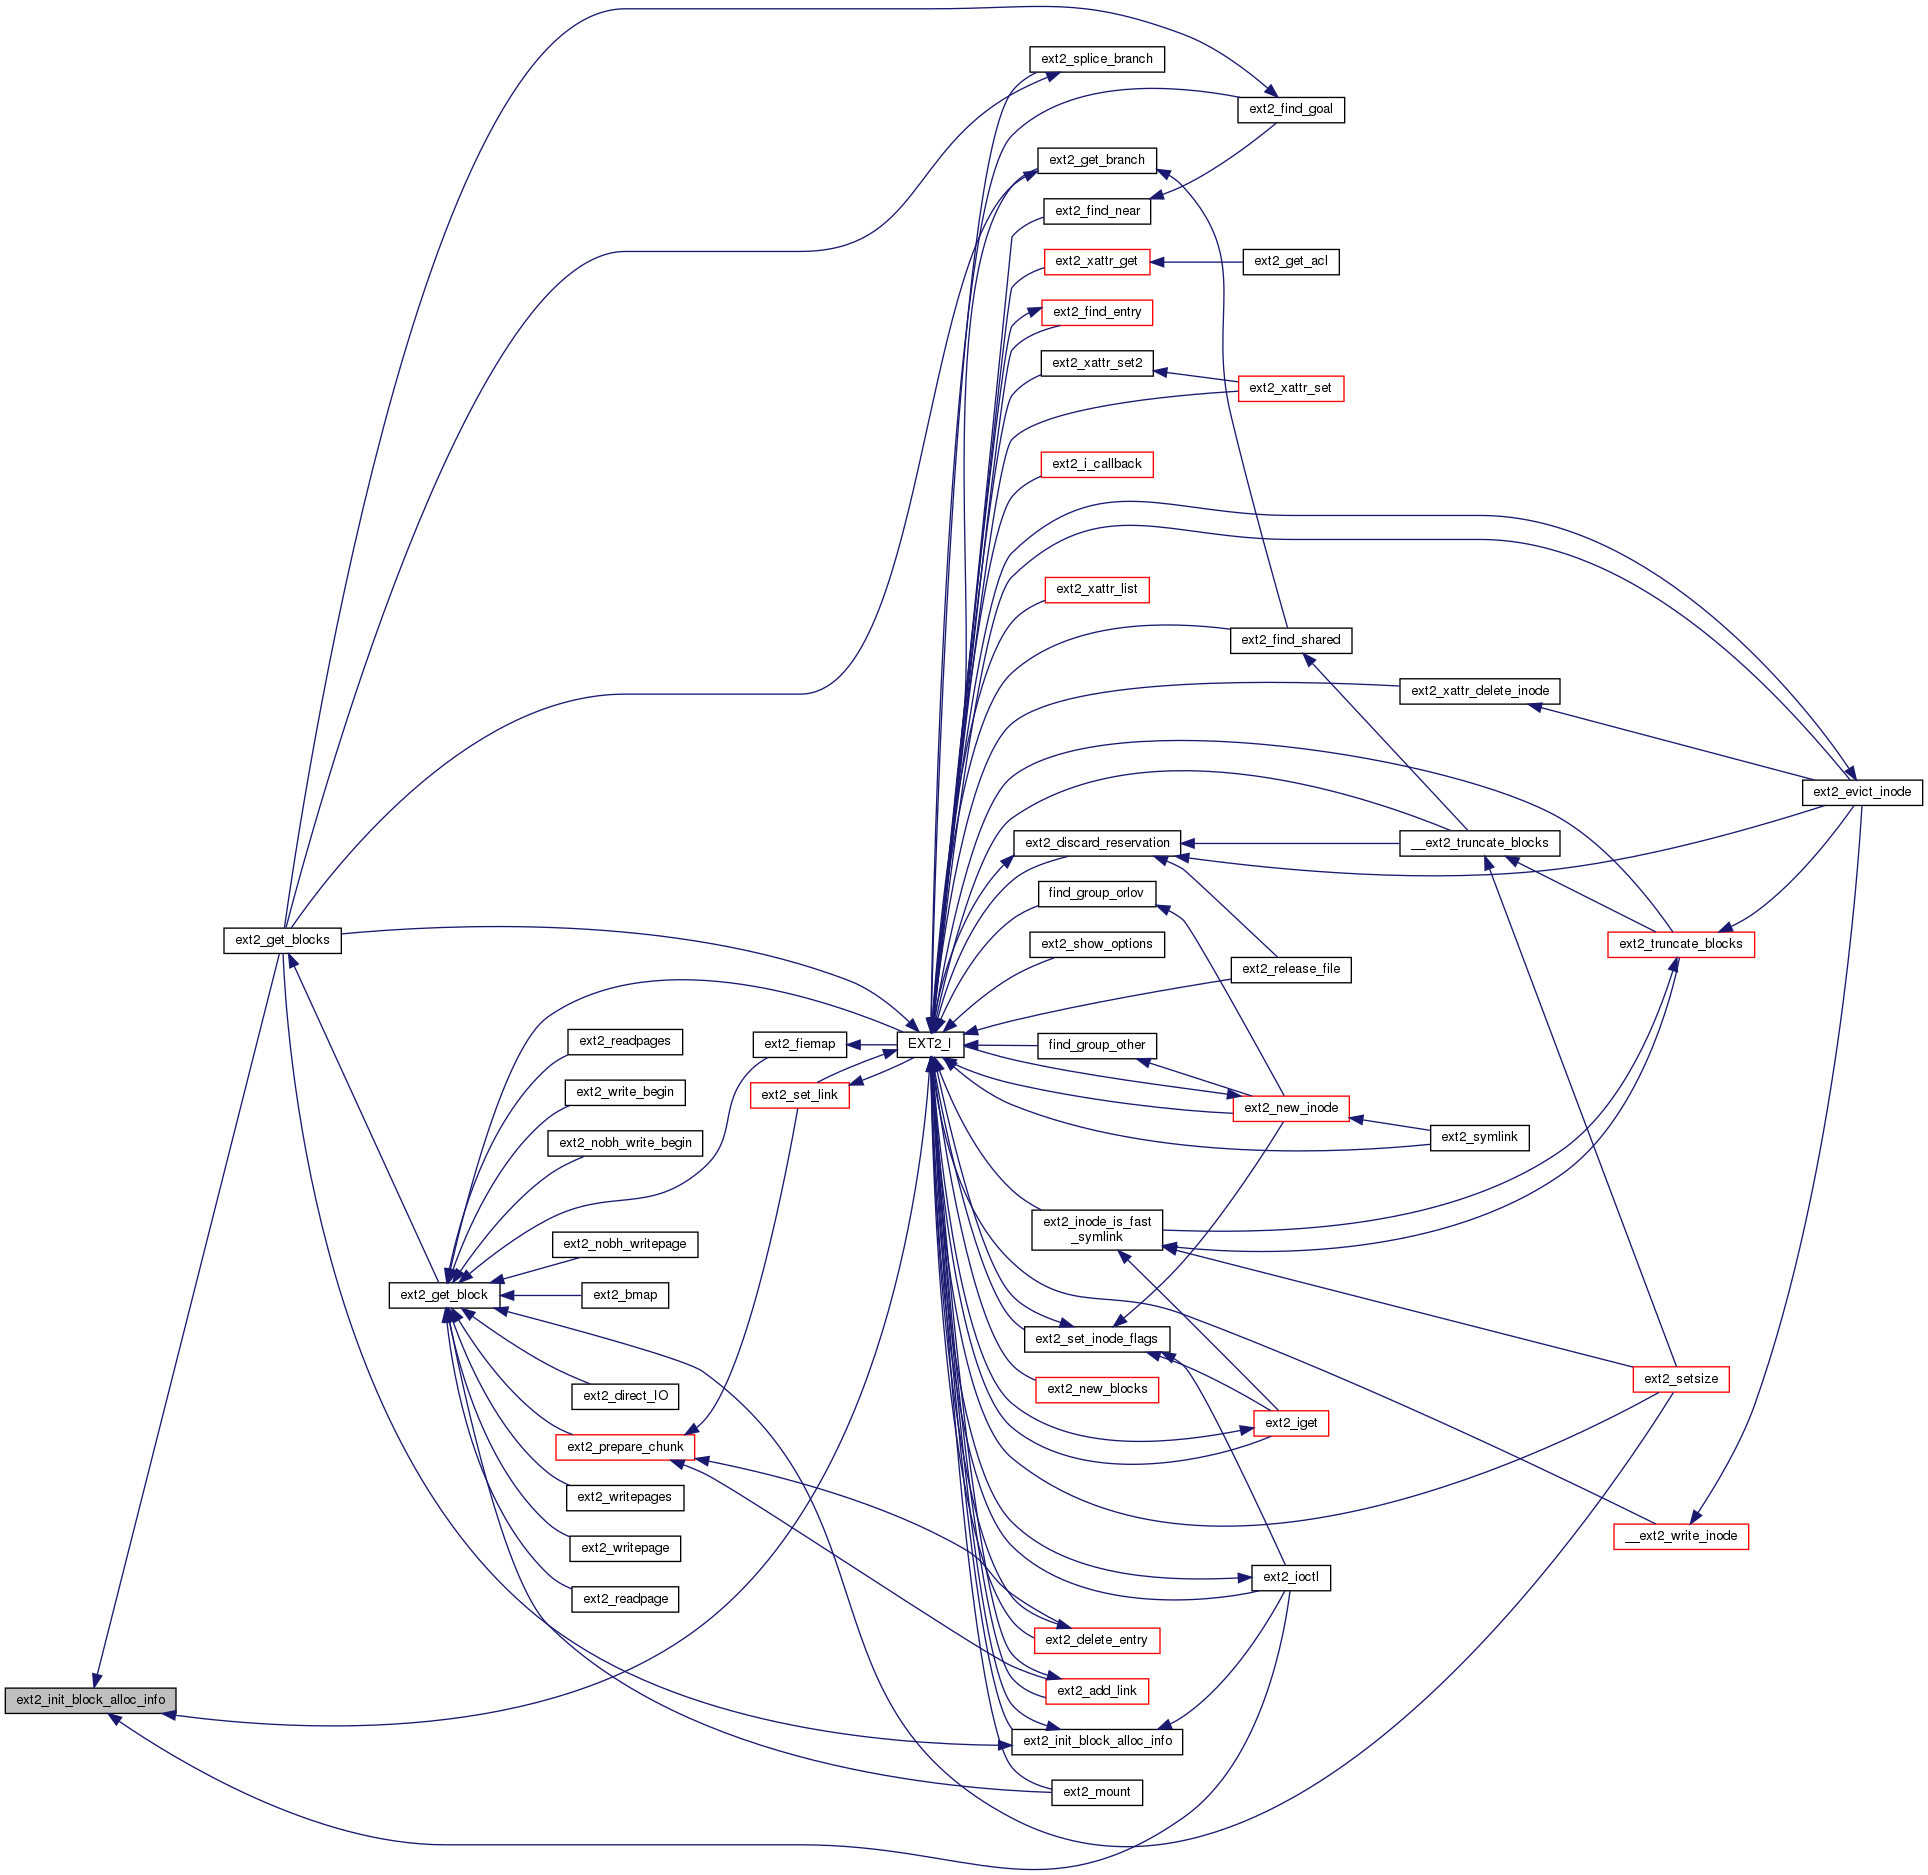 ext2_splice_branch
ext2_find_goal
ext2_get_branch
ext2_find_near
ext2_xattr_get
ext2_get_acl
ext2_find_entry
ext2_xattr_set2
ext2_xattr_set
ext2_i_callback
ext2_xattr_list
ext2_find_shared
ext2_xattr_delete_inode
ext2_evict_inode
ext2_discard_reservation
__ext2_truncate_blocks
find_group_orlov
ext2_get_blocks
ext2_show_options
ext2_truncate_blocks
ext2_release_file
ext2_readpages
ext2_fiemap
EXT2_I
find_group_other
ext2_write_begin
ext2_set_link
ext2_new_inode
ext2_nobh_write_begin
ext2_symlink
ext2_inode_is_fast
_symlink
ext2_nobh_writepage
ext2_get_block
ext2_bmap
ext2_set_inode_flags
ext2_setsize
ext2_direct_IO
ext2_new_blocks
ext2_iget
ext2_prepare_chunk
ext2_writepages
__ext2_write_inode
ext2_writepage
ext2_ioctl
ext2_readpage
ext2_delete_entry
ext2_init_block_alloc_info
ext2_add_link
ext2_init_block_alloc_info
ext2_mount